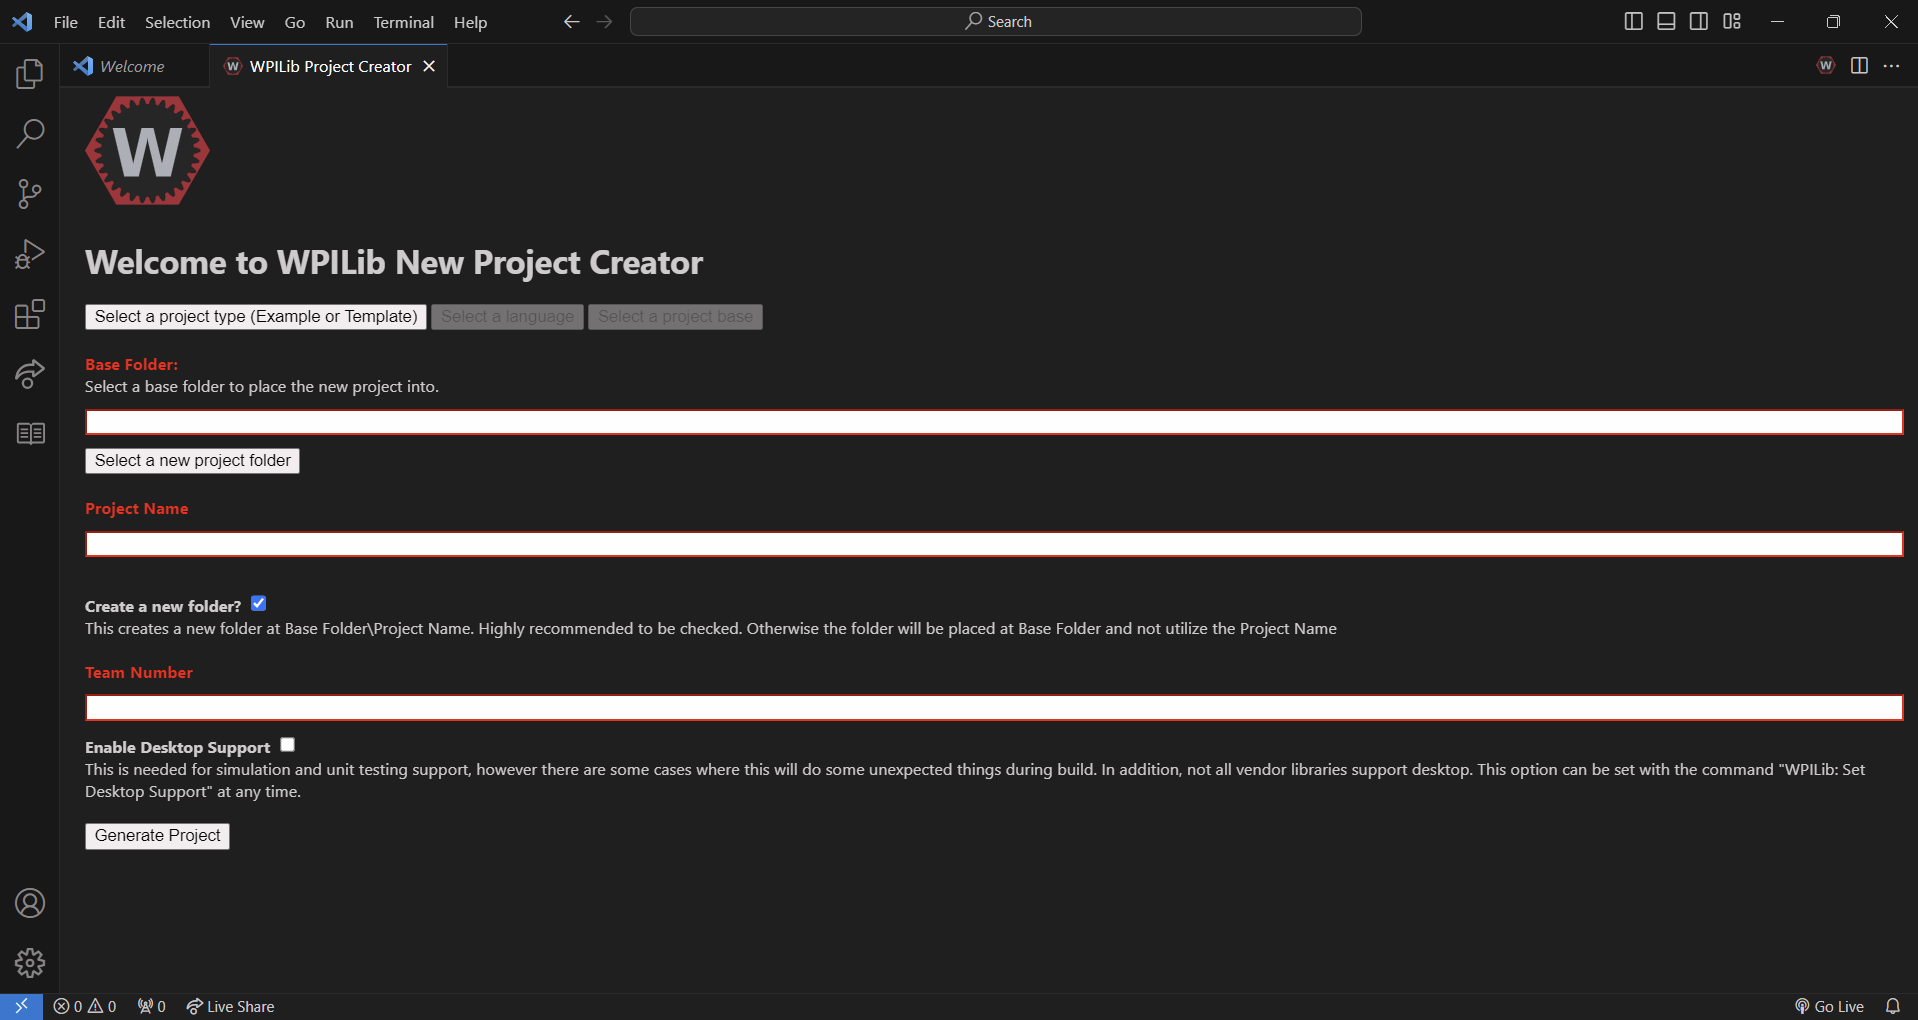 File Edit Selection View Go Run Terminal Help
Search
Welcome
W WPILib Project Creator
W
W
Welcome to WPILib New Project Creator
Select a project type (Example or Template) Select a language Select a project base
Base Folder:
Select a base folder to place the new project into.
Select a new project folder
Project Name
Create a new folder?
This creates a new folder at Base Folder\Project Name. Highly recommended to be checked. Otherwise the folder will be placed at Base Folder and not utilize the Project Name
Team Number
Enable Desktop Support
This is needed for simulation and unit testing support, however there are some cases where this will do some unexpected things during build. In addition, not all vendor libraries support desktop. This option can be set with the command "WPILib: Set
Desktop Support" at any time.
Generate Project
0 0 0 Live Share Go Live